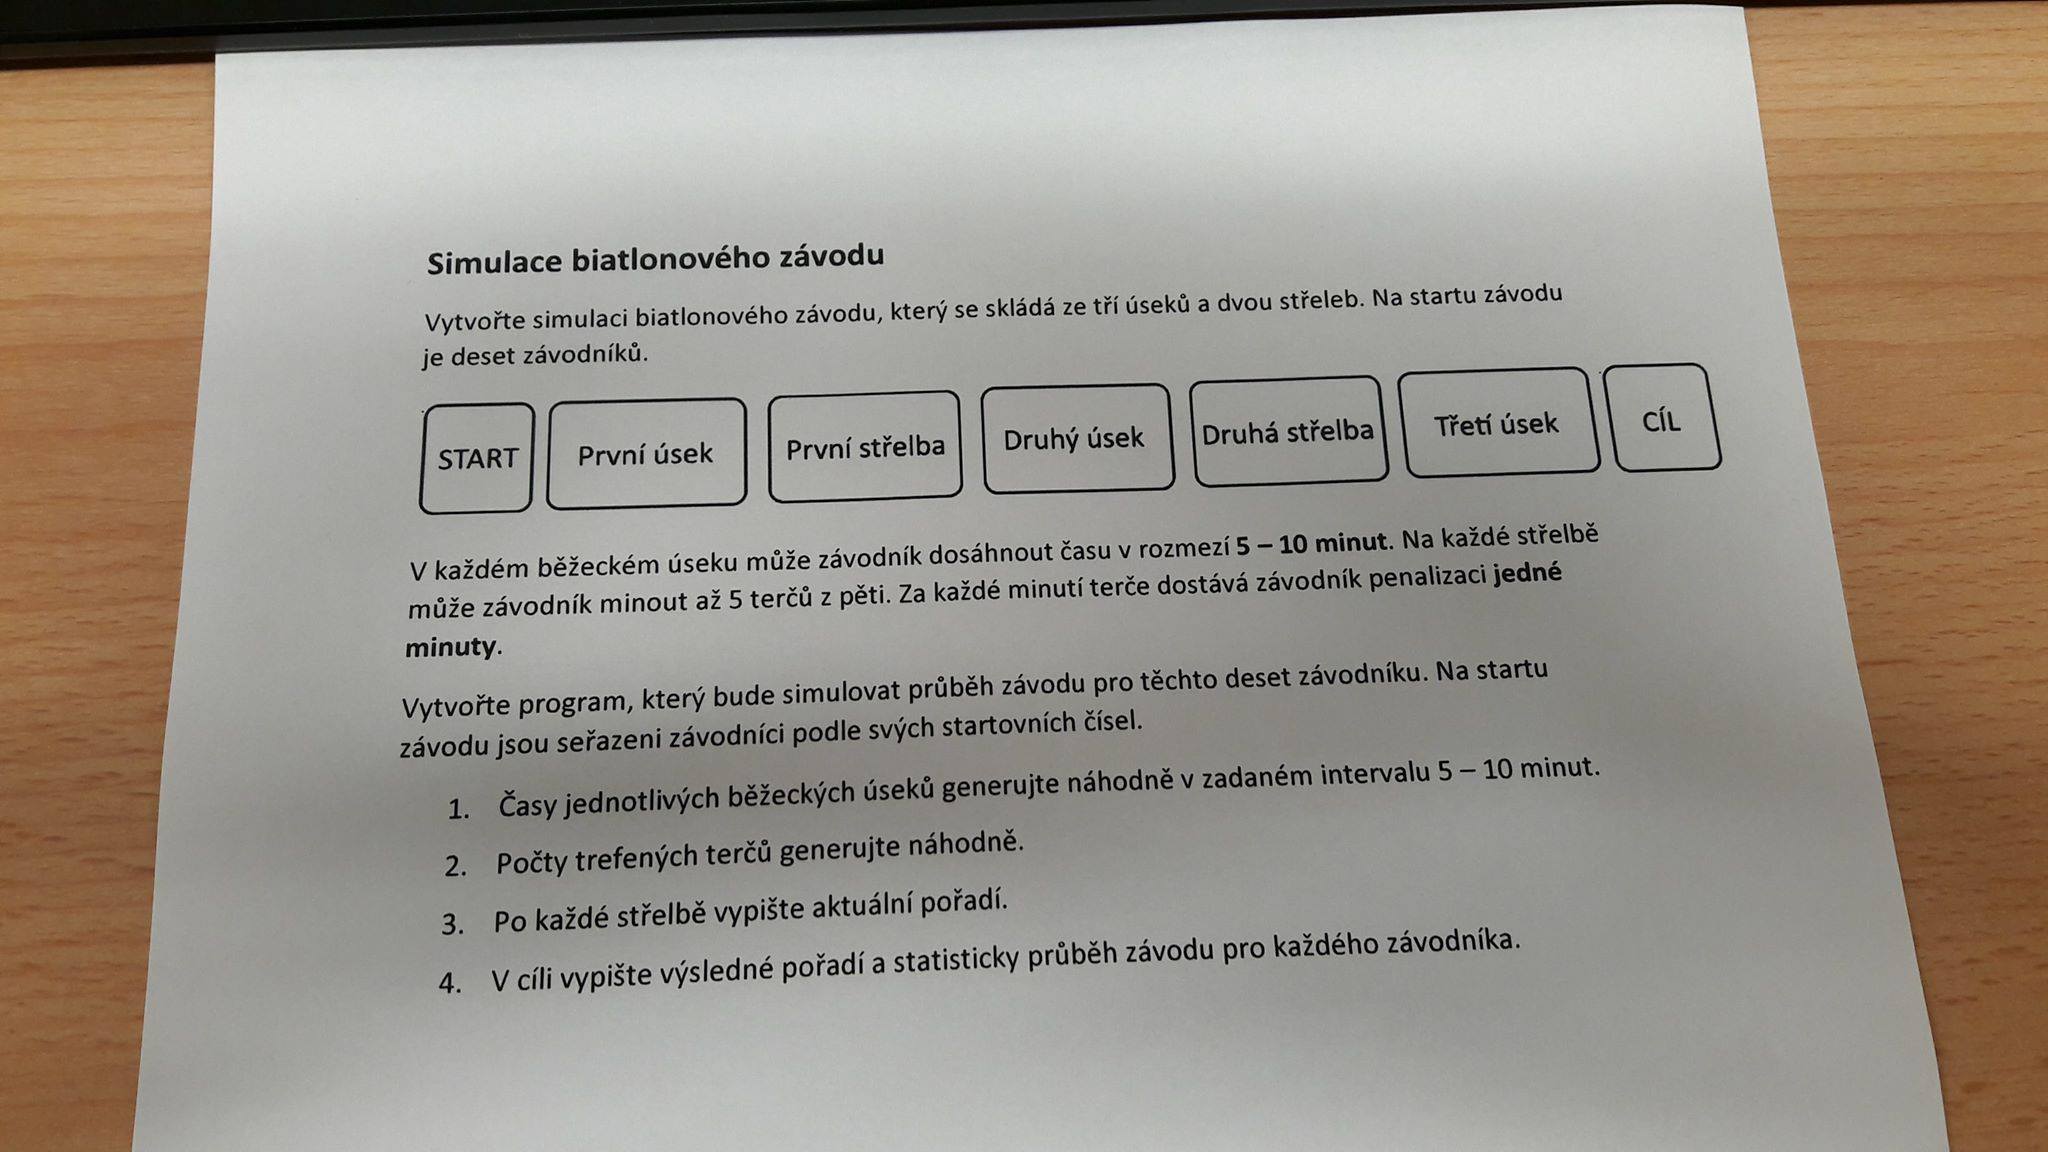 Simulace biatlonového závodu
Vytvořte simulaci biatlonového závodu, který se skládá ze tří úseků a dvou střeleb. Na startu závodu
je deset závodníků.
START První úsek První střelba Druhý úsek Druhá střelba Třetí úsek CÍL
V každém běžeckém úseku může závodník dosáhnout času v rozmezí 5 – 10 minut. Na každé střelbě
může závodník minout až 5 terčů z pěti. Za každé minutí terče dostává závodník penalizaci jedné
minuty.
Vytvořte program, který bude simulovat průběh závodu pro těchto deset závodníku. Na startu
závodu jsou seřazeni závodníci podle svých startovních čísel.
1. Časy jednotlivých běžeckých úseků generujte náhodně v zadaném intervalu 5 – 10 minut.
2. Počty trefených terčů generujte náhodně.
3. Po každé střelbě vypište aktuální pořadí.
4. V cíli vypište výsledné pořadí a statisticky průběh závodu pro každého závodníka.